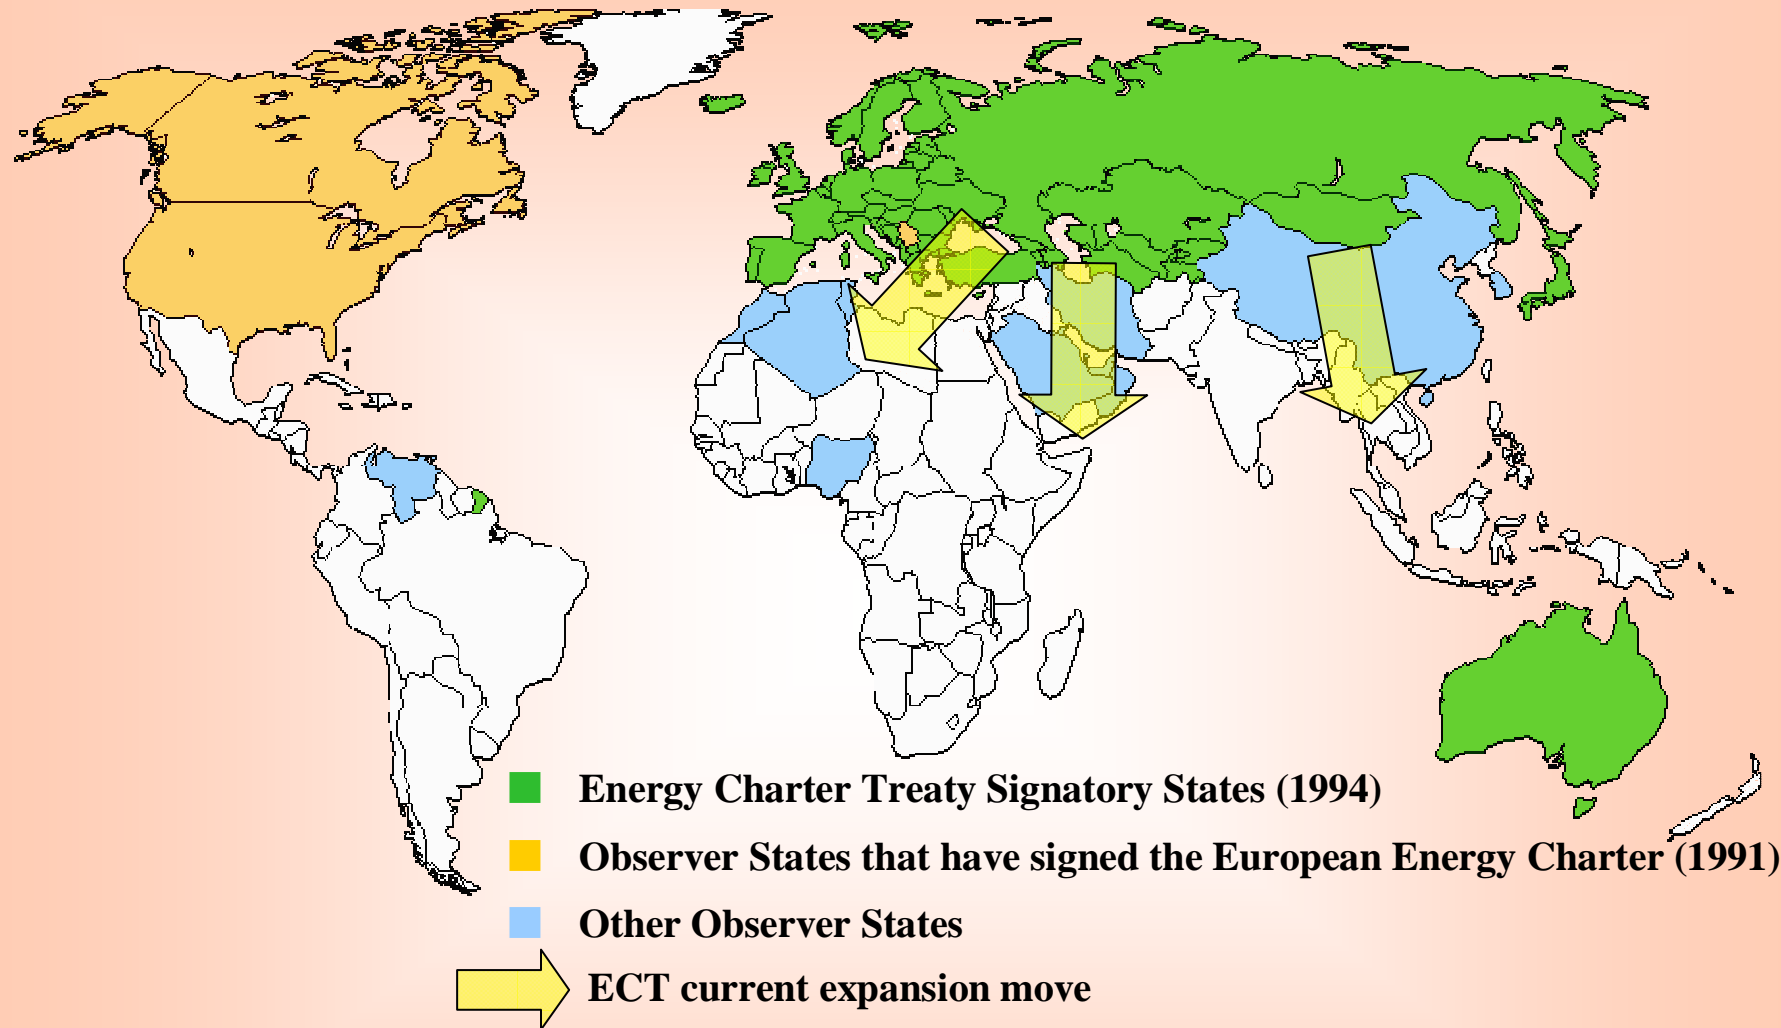 Energy Charter Treaty Signatory States (1994)
Observer States that have signed the European Energy Charter (1991)
Other Observer States
ECT current expansion move